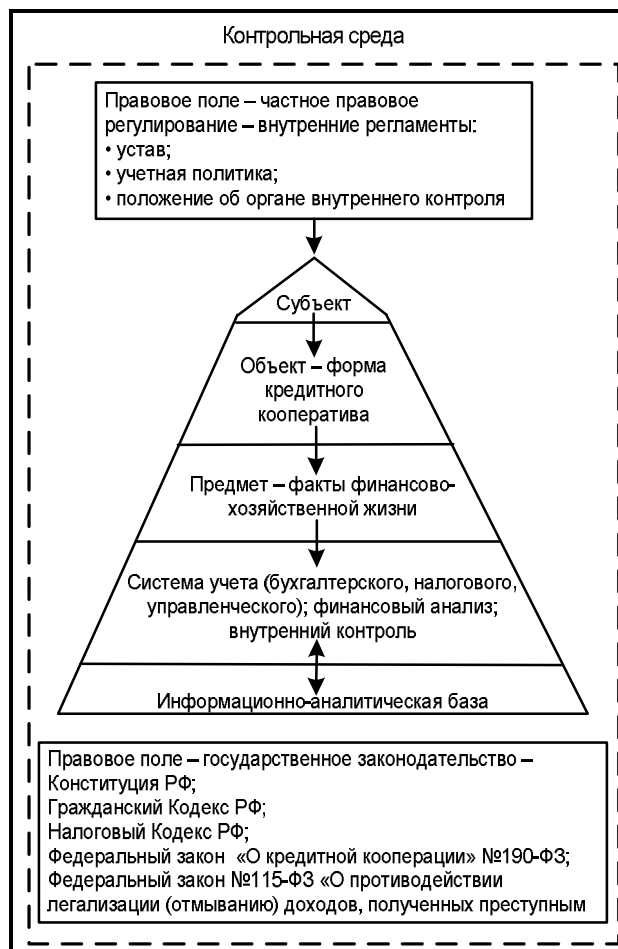 Контрольная среда
Правовое поле – частное правовое
регулирование – внутренние регламенты:
• устав;
• учетная политика;
• положение об органе внутреннего контроля
Субъект
Объект – форма
кредитного
кооператива
Предмет – факты финансово-
хозяйственной жизни
Система учета (бухгалтерского, налогового,
управленческого); финансовый анализ;
внутренний контроль
Информационно-аналитическая база
Правовое поле – государственное законодательство –
Конституция РФ;
Гражданский Кодекс РФ;
Налоговый Кодекс РФ;
Федеральный закон «О кредитной кооперации» №190-ФЗ;
Федеральный закон №115-ФЗ «О противодействии
легализации (отмыванию) доходов, полученных преступным